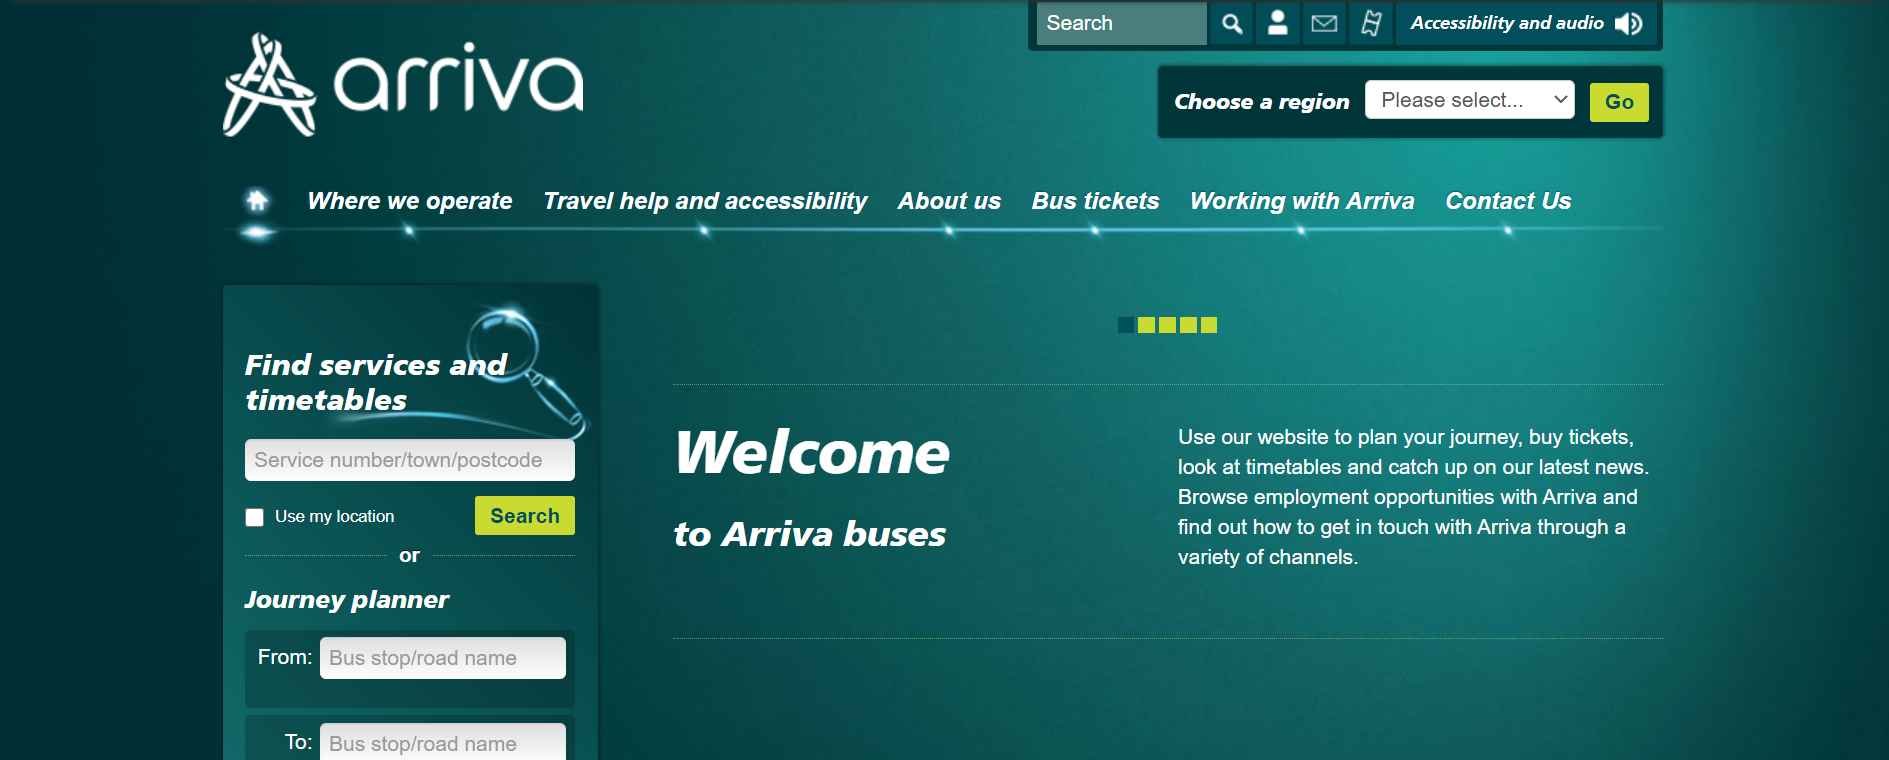 Search
Accessibility and audio
arriva
Choose a region
Please select...
Go
Where we operate
Travel help and accessibility
About us
Bus tickets
Working with Arriva
Contact Us
Find services and
timetables
Service number/town/postcode
Use my location
Search
or
Journey planner
From:
Bus stop/road name
To:
Bus stop/road name
Welcome
to Arriva buses
Use our website to plan your journey, buy tickets,
look at timetables and catch up on our latest news.
Browse employment opportunities with Arriva and
find out how to get in touch with Arriva through a
variety of channels.